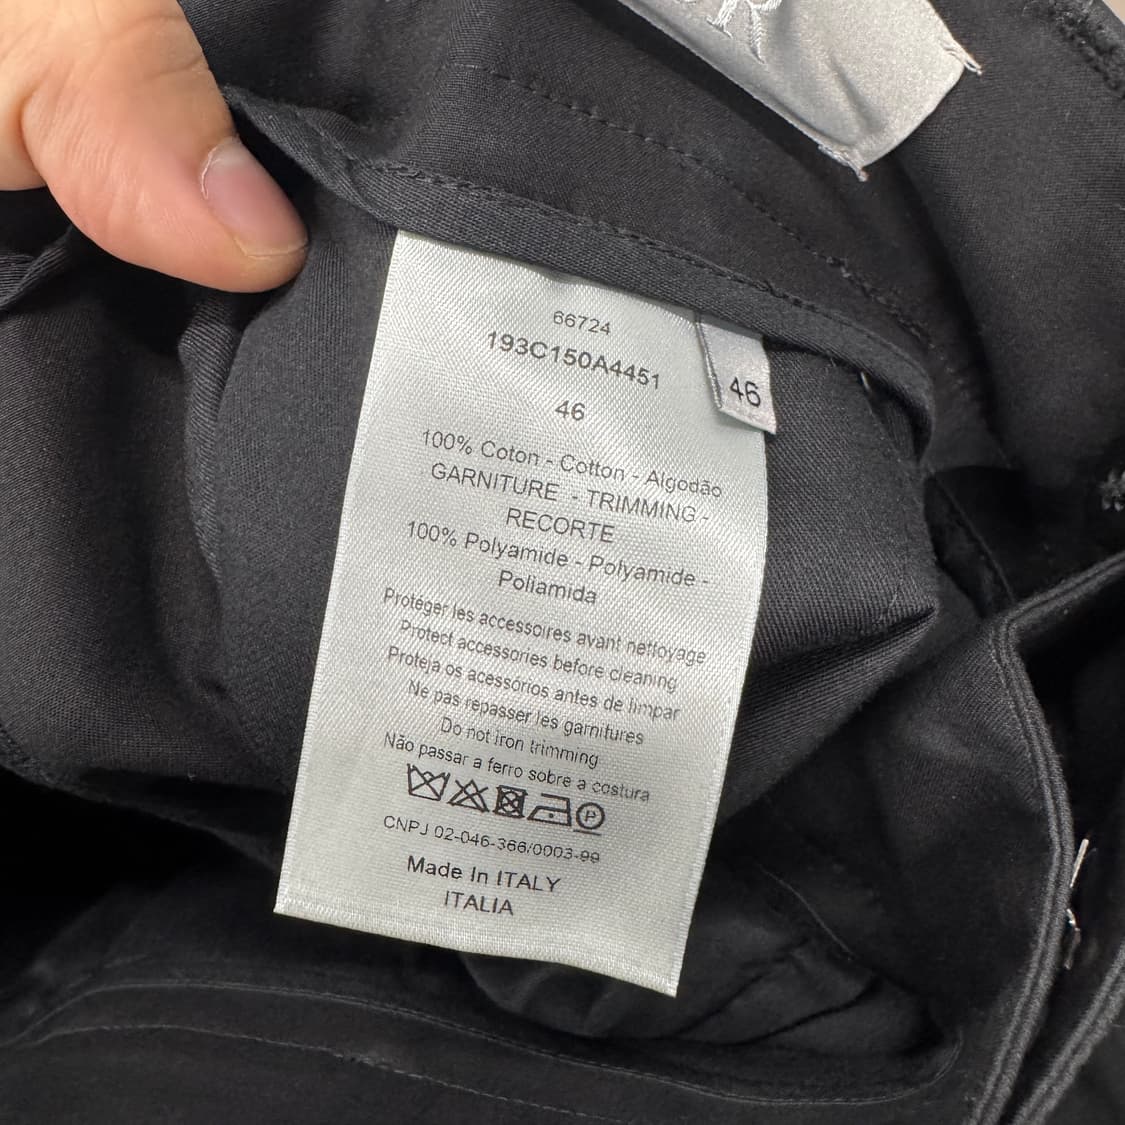 66724
193C150A4451
46
46
100% Coton - Cotton - Algodão
GARNITURE - TRIMMING -
RECORTE
100% Polyamide - Polyamide -
Poliamida
Protéger les accessoires avant nettoyage
Protect accessories before cleaning
Proteja os acessórios antes de limpar
Ne pas repasser les garnitures
Do not iron trimming
Não passar a ferro sobre a costura
P
CNPJ 02-046-366/0003-99
Made In ITALY
ITALIA